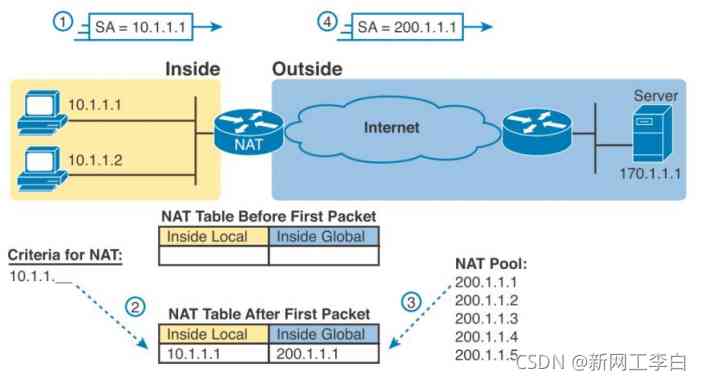 1
SA = 10.1.1.1
4
SA = 200.1.1.1
Inside
Outside
10.1.1.1
10.1.1.2
NAT
Internet
Server
170.1.1.1
NAT Table Before First Packet
Inside Local
Inside Global
Criteria for NAT:
10.1.1.__
2
NAT Table After First Packet
Inside Local
Inside Global
10.1.1.1
200.1.1.1
3
NAT Pool:
200.1.1.1
200.1.1.2
200.1.1.3
200.1.1.4
200.1.1.5
CSDN @新网工李白